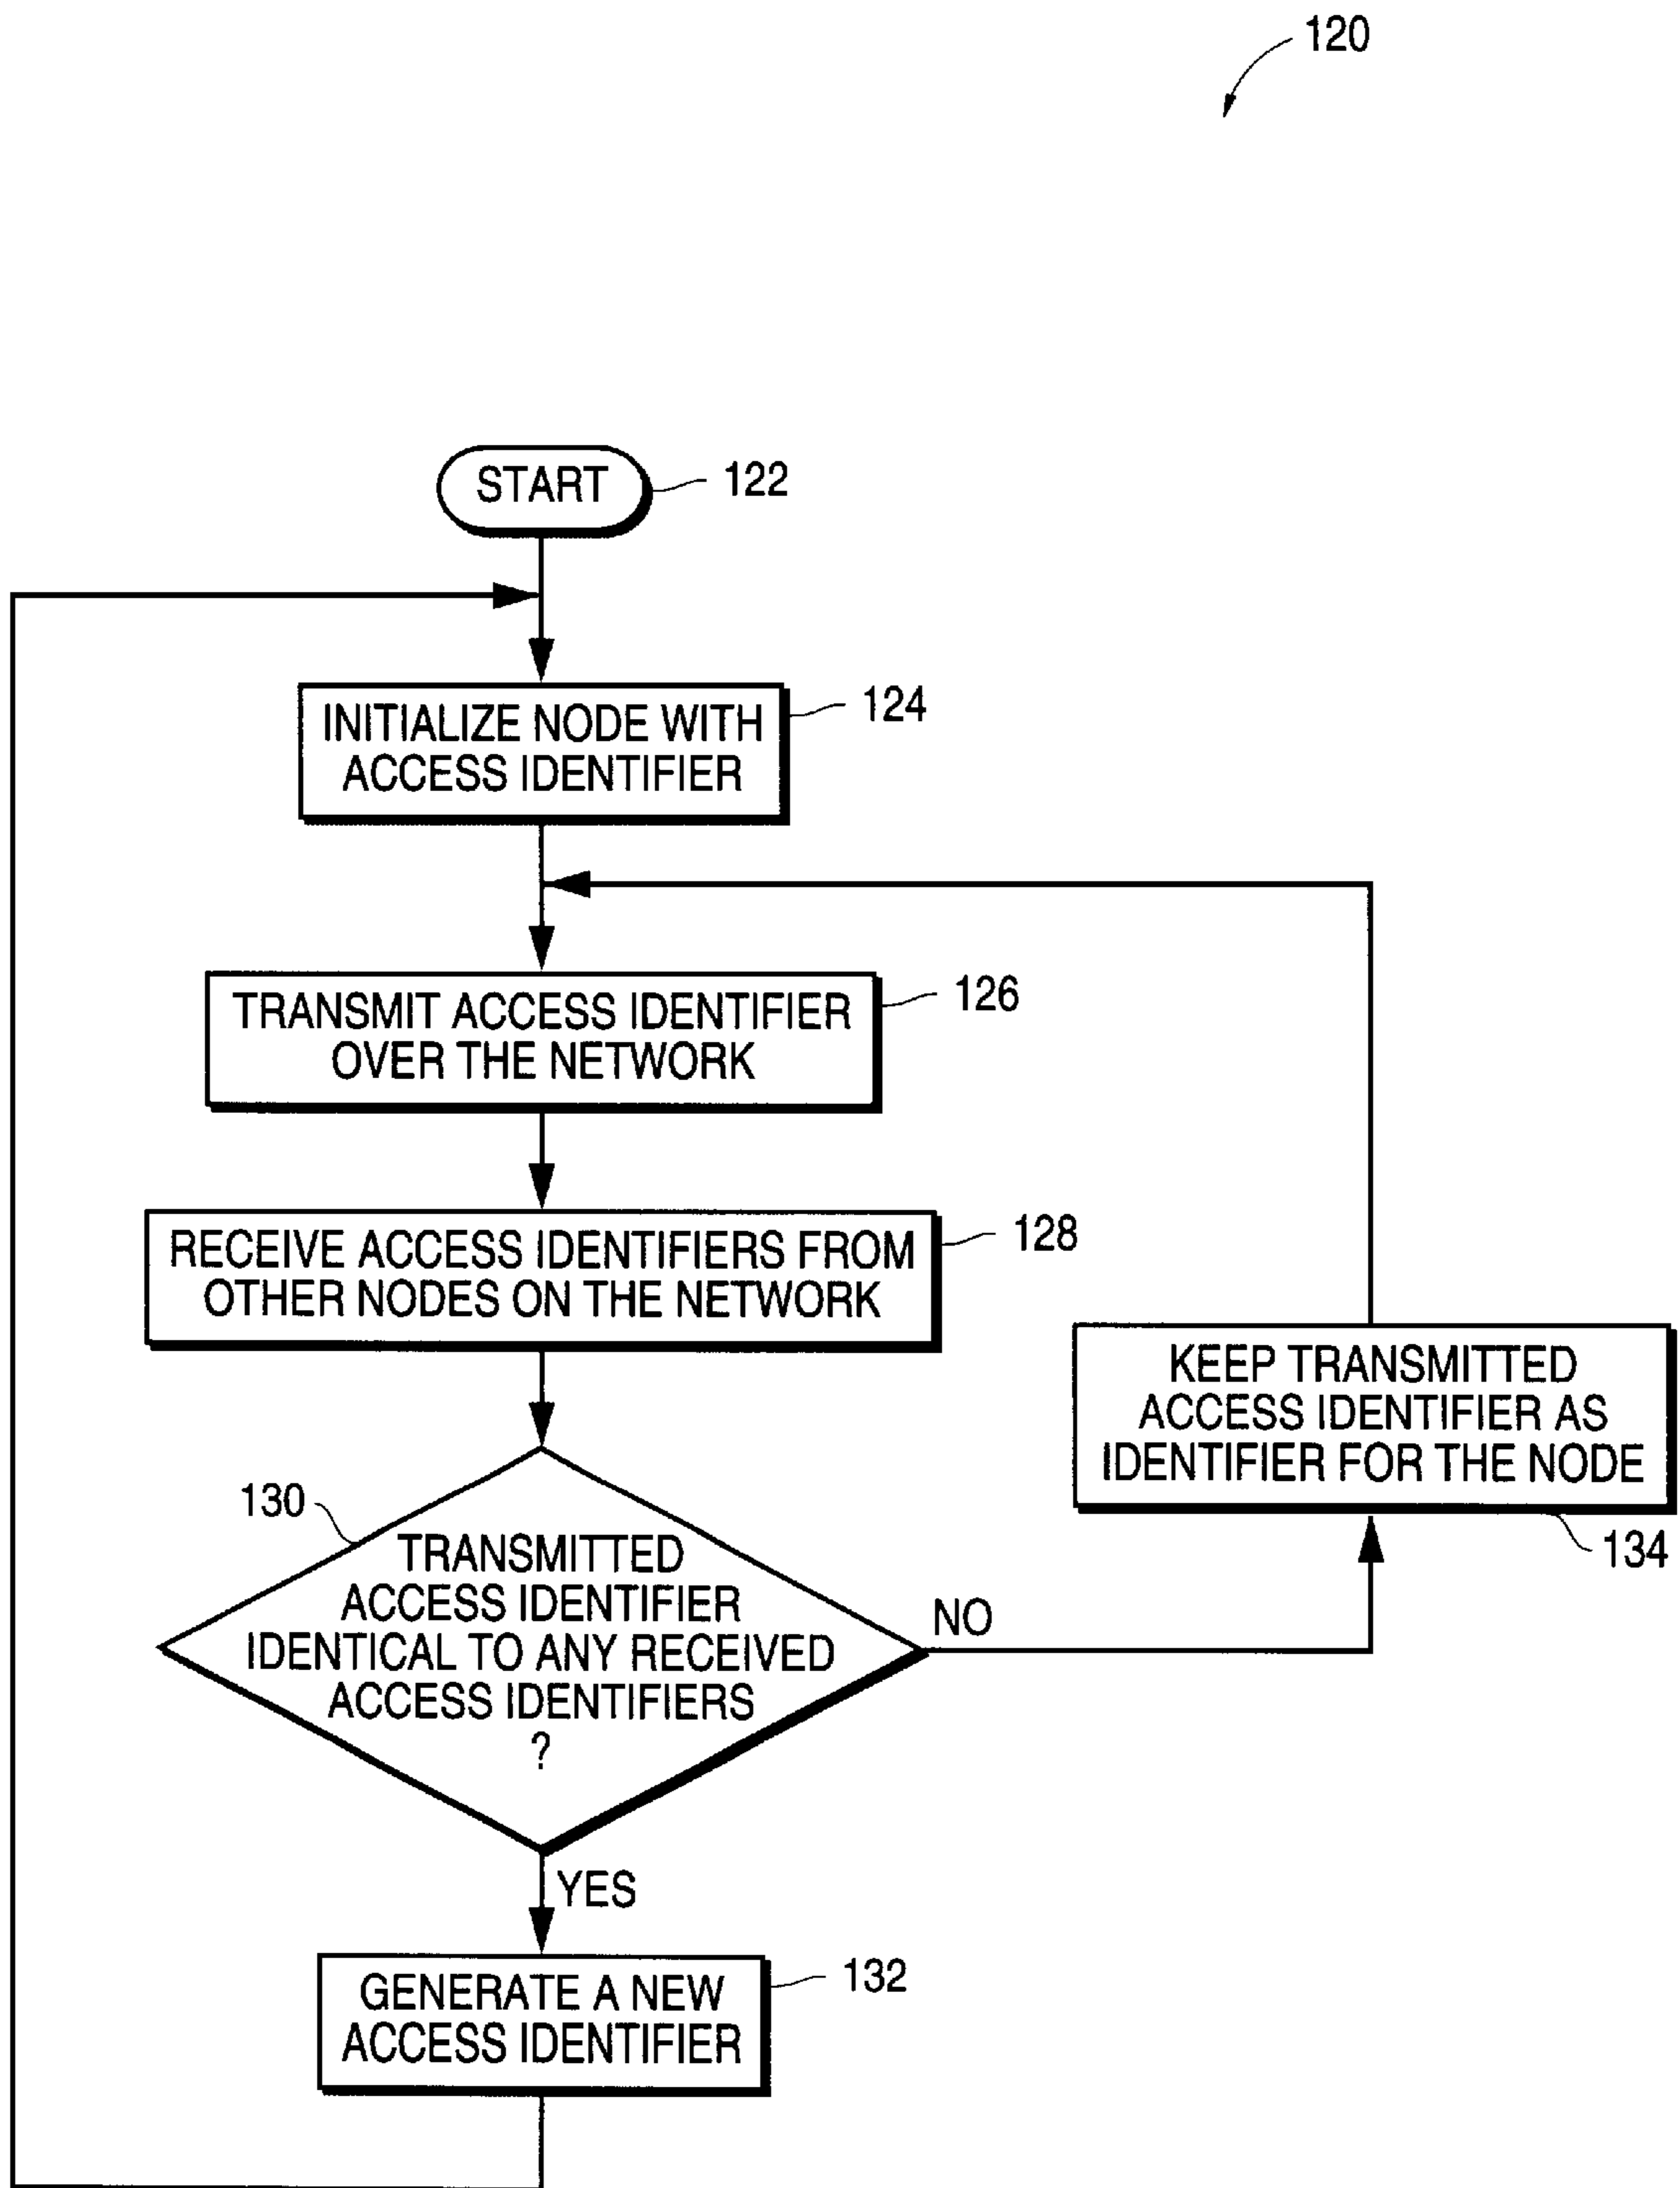 120
START
122
INITIALIZE NODE WITH
ACCESS IDENTIFIER
124
TRANSMIT ACCESS IDENTIFIER
OVER THE NETWORK
126
RECEIVE ACCESS IDENTIFIERS FROM
OTHER NODES ON THE NETWORK
128
KEEP TRANSMITTED
ACCESS IDENTIFIER AS
IDENTIFIER FOR THE NODE
134
130
TRANSMITTED
ACCESS IDENTIFIER
IDENTICAL TO ANY RECEIVED
ACCESS IDENTIFIERS
?
NO
YES
GENERATE A NEW
ACCESS IDENTIFIER
132